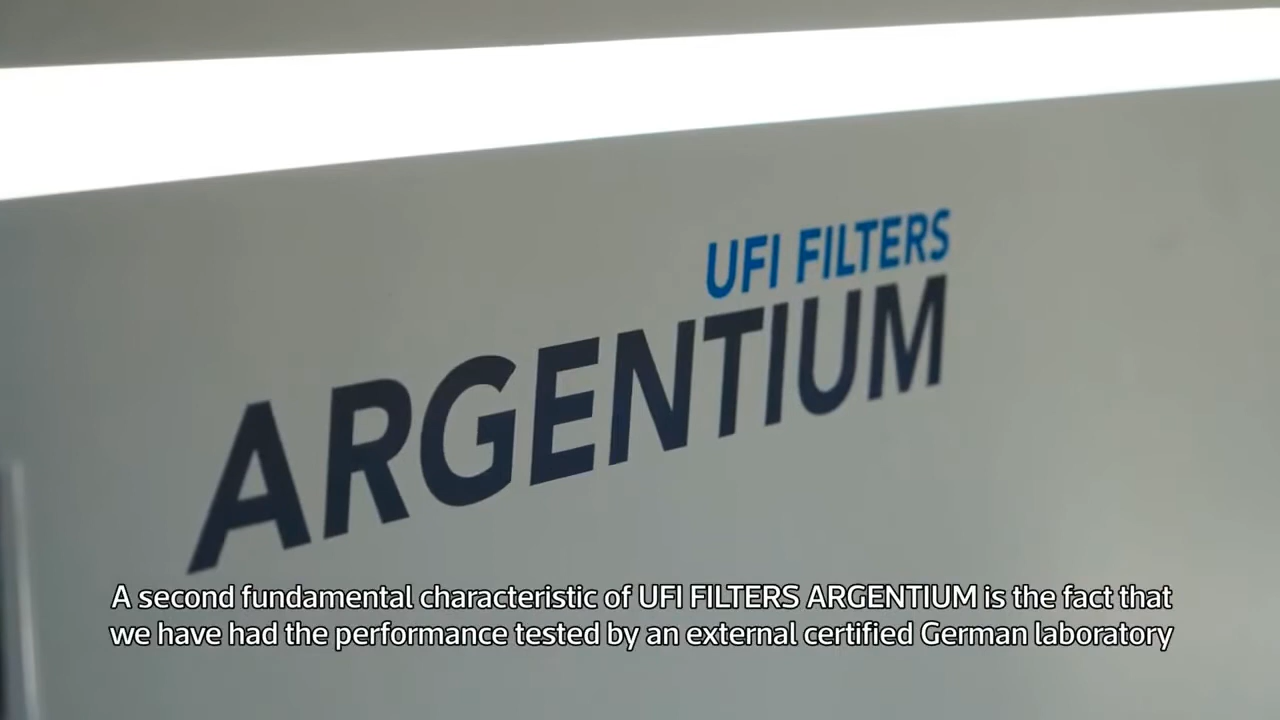 UFI FILTERS
ARGENTIUM
A second fundamental characteristic of UFI FILTERS ARGENTIUM is the fact that
we have had the performance tested by an external certified German laboratory